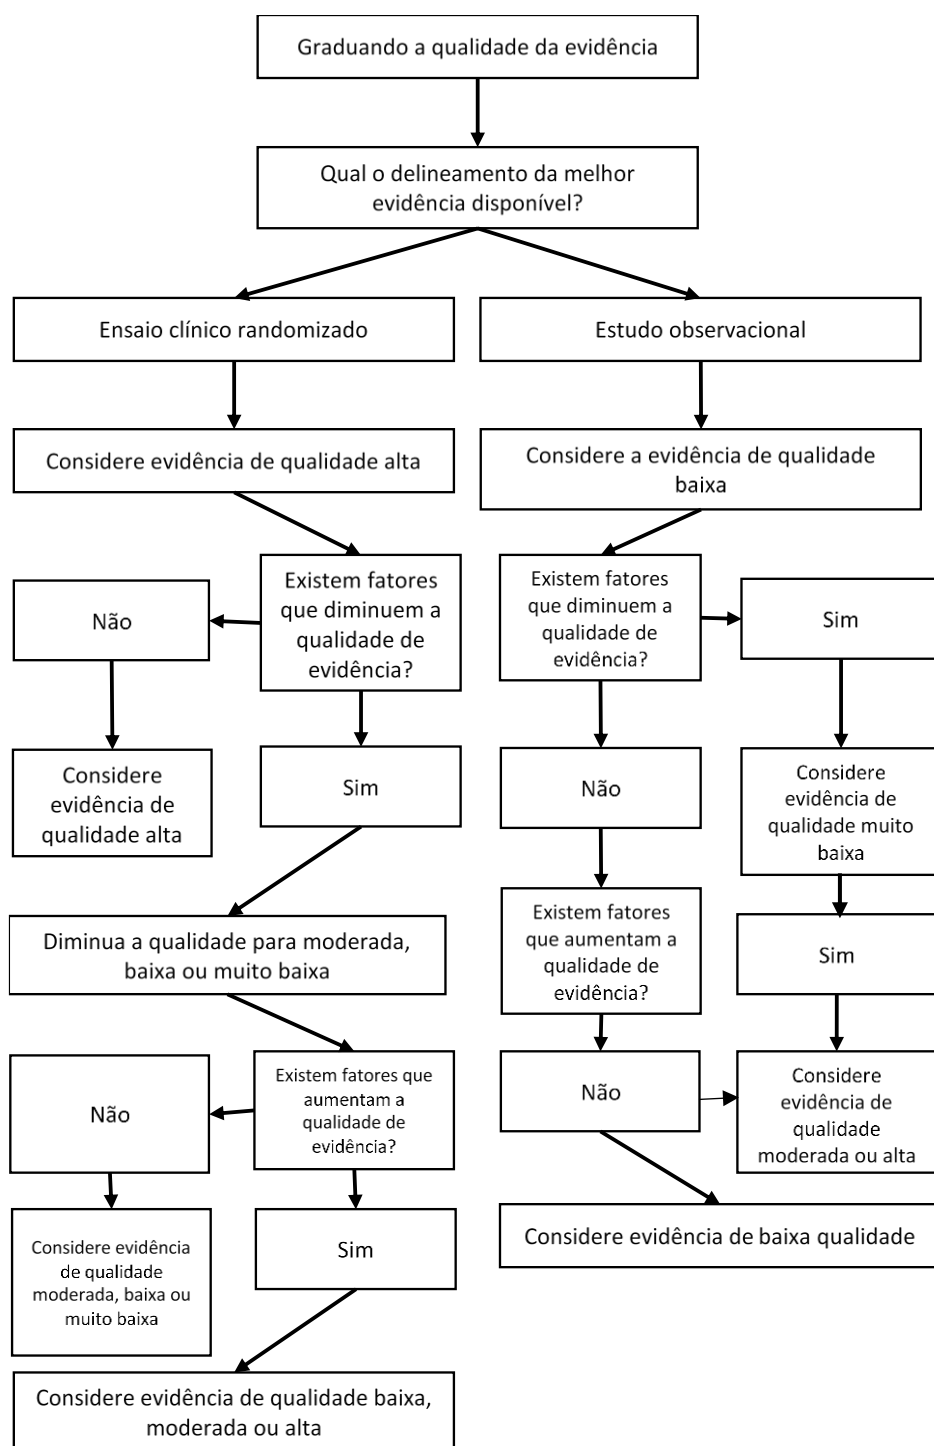 Graduando a qualidade da evidência
Qual o delineamento da melhor
evidência disponível?
Ensaio clínico randomizado
Estudo observacional
Considere evidência de qualidade alta
Considere a evidência de qualidade
baixa
Existem fatores
que diminuem a
qualidade de
evidência?
Não
Sim
Considere
evidência de
qualidade alta
Existem fatores
que diminuem a
qualidade de
evidência?
Sim
Não
Considere
evidência de
qualidade muito
baixa
Diminua a qualidade para moderada,
baixa ou muito baixa
Existem fatores
que aumentam a
qualidade de
evidência?
Sim
Existem fatores que
aumentam a
qualidade de
evidência?
Não
Não
Considere
evidência de
qualidade
moderada ou alta
Considere evidência
de qualidade
moderada, baixa ou
muito baixa
Sim
Considere evidência de baixa qualidade
Considere evidência de qualidade baixa,
moderada ou alta